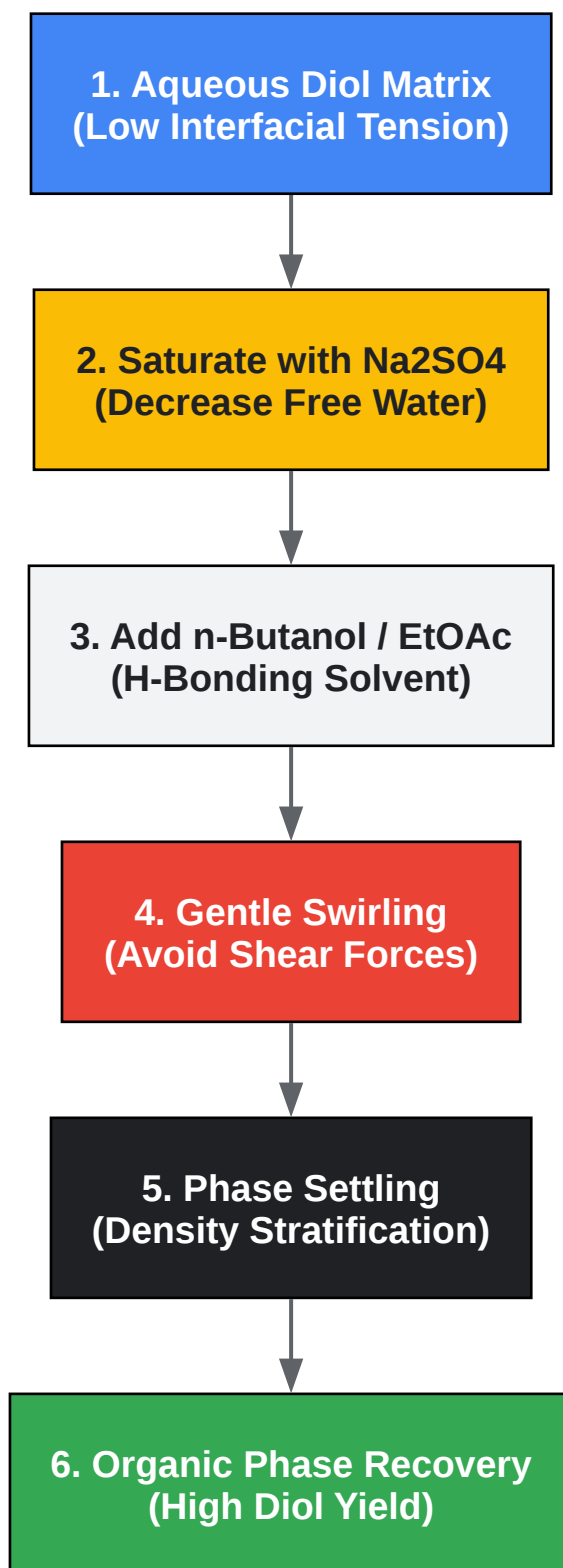 1. Aqueous Diol Matrix
(Low Interfacial Tension)
2. Saturate with Na2SO4
(Decrease Free Water)
3. Add n-Butanol / EtOAc
(H-Bonding Solvent)
4. Gentle Swirling
(Avoid Shear Forces)
5. Phase Settling
(Density Stratification)
6. Organic Phase Recovery
(High Diol Yield)